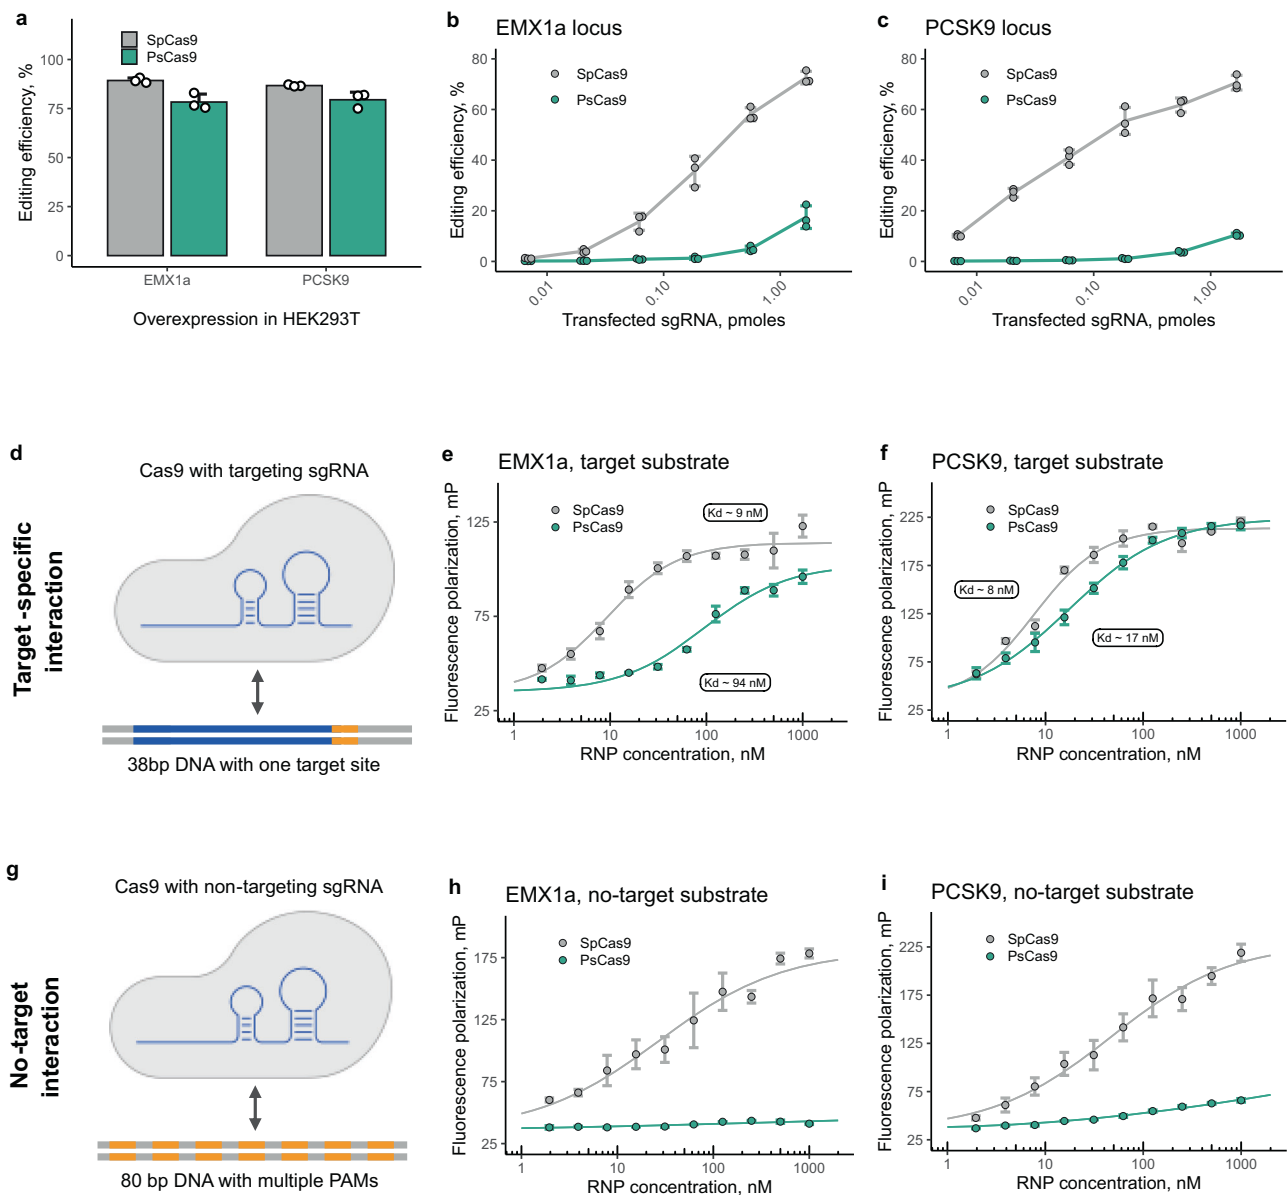 a
SpCas9
PsCas9
100
75
50
25
0
Editing efficiency, %
EMX1a
PCSK9
Overexpression in HEK293T
b
EMX1a locus
80
60
40
20
0
Editing efficiency, %
SpCas9
PsCas9
0.01
0.10
1.00
Transfected sgRNA, pmoles
c
PCSK9 locus
80
60
40
20
0
Editing efficiency, %
SpCas9
PsCas9
0.01
0.10
1.00
Transfected sgRNA, pmoles
d
Target -specific
interaction
Cas9 with targeting sgRNA
38bp DNA with one target site
e
EMX1a, target substrate
Fluorescence polarization, mP
125
75
25
SpCas9
PsCas9
Kd ~ 9 nM
Kd ~ 94 nM
1
10
100
1000
RNP concentration, nM
f
PCSK9, target substrate
Fluorescence polarization, mP
225
175
125
75
25
SpCas9
PsCas9
Kd ~ 8 nM
Kd ~ 17 nM
1
10
100
1000
RNP concentration, nM
g
No-target
interaction
Cas9 with non-targeting sgRNA
80 bp DNA with multiple PAMs
h
EMX1a, no-target substrate
Fluorescence polarization, mP
175
125
75
25
SpCas9
PsCas9
1
10
100
1000
RNP concentration, nM
i
PCSK9, no-target substrate
Fluorescence polarization, mP
225
175
125
75
25
SpCas9
PsCas9
1
10
100
1000
RNP concentration, nM